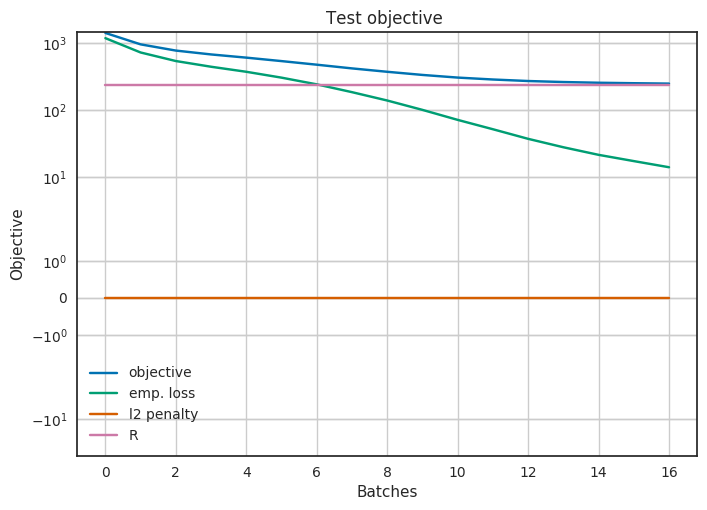 Test objective
10³
10²
10¹
10⁰
0
−10⁰
−10¹
Objective
objective
emp. loss
l2 penalty
R
0 2 4 6 8 10 12 14 16
Batches